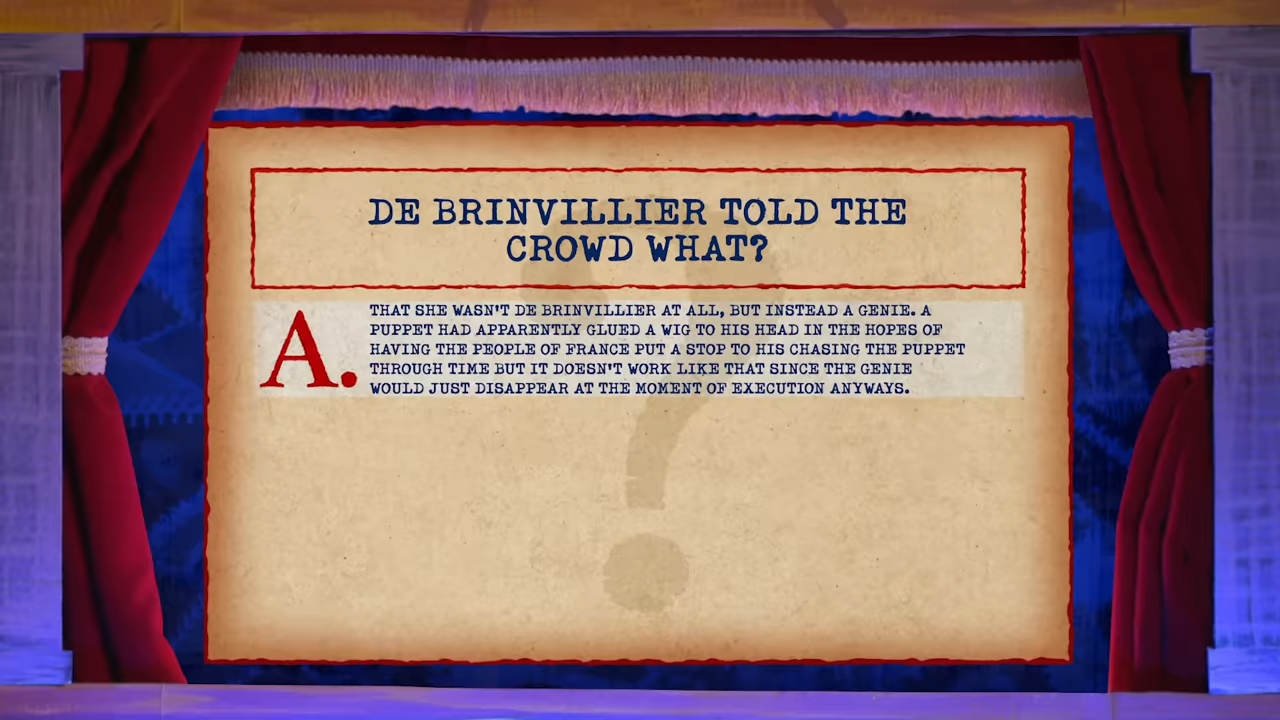 DE BRINVILLIER TOLD THE
CROWD WHAT?
A.
THAT SHE WASN'T DE BRINVILLIER AT ALL, BUT INSTEAD A GENIE. A
PUPPET HAD APPARENTLY GLUED A WIG TO HIS HEAD IN THE HOPES OF
HAVING THE PEOPLE OF FRANCE PUT A STOP TO HIS CHASING THE PUPPET
THROUGH TIME BUT IT DOESN'T WORK LIKE THAT SINCE THE GENIE
WOULD JUST DISAPPEAR AT THE MOMENT OF EXECUTION ANYWAYS.